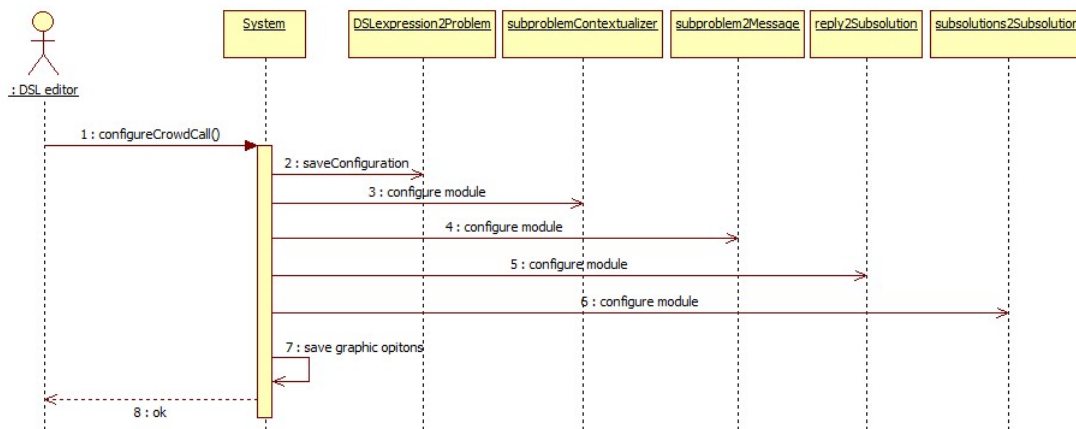 System
DSLexpression2Problem
subproblemContextualizer
subproblem2Message
reply2Subsolution
subsolutions2Subsolution
: DSL editor
1 : configureCrowdCall()
2 : saveConfiguration
3 : configure module
4 : configure module
5 : configure module
6 : configure module
7 : save graphic opitons
8 : ok